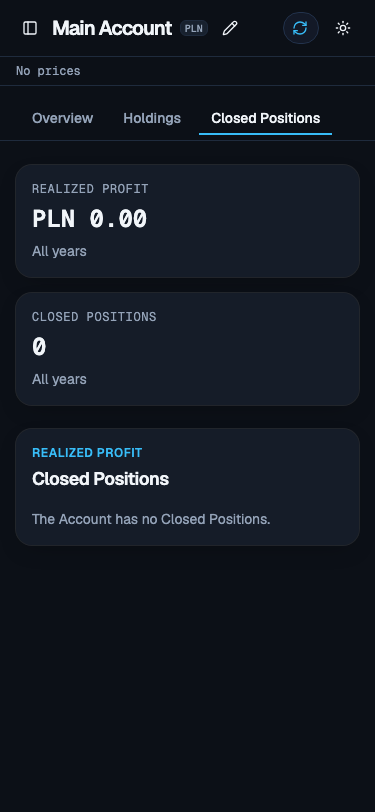 Main Account PLN
No prices
Overview Holdings Closed Positions
REALIZED PROFIT
PLN 0.00
All years
CLOSED POSITIONS
0
All years
REALIZED PROFIT
Closed Positions
The Account has no Closed Positions.